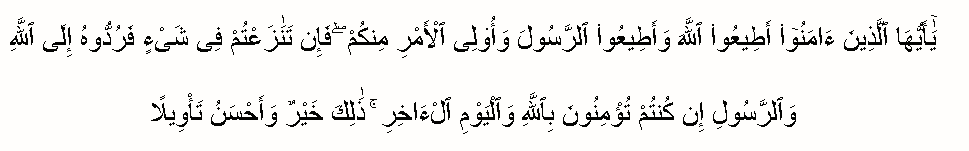 يَٰٓأَيُّهَا ٱلَّذِينَ ءَامَنُوٓا۟ أَطِيعُوا۟ ٱللَّهَ وَأَطِيعُوا۟ ٱلرَّسُولَ وَأُو۟لِى ٱلْأَمْرِ مِنكُمْ ۖ فَإِن تَنَٰزَعْتُمْ فِى شَىْءٍ فَرُدُّوهُ إِلَى ٱللَّهِ
وَٱلرَّسُولِ إِن كُنتُمْ تُؤْمِنُونَ بِٱللَّهِ وَٱلْيَوْمِ ٱلْءَاخِرِ ۚ ذَٰلِكَ خَيْرٌ وَأَحْسَنُ تَأْوِيلًا